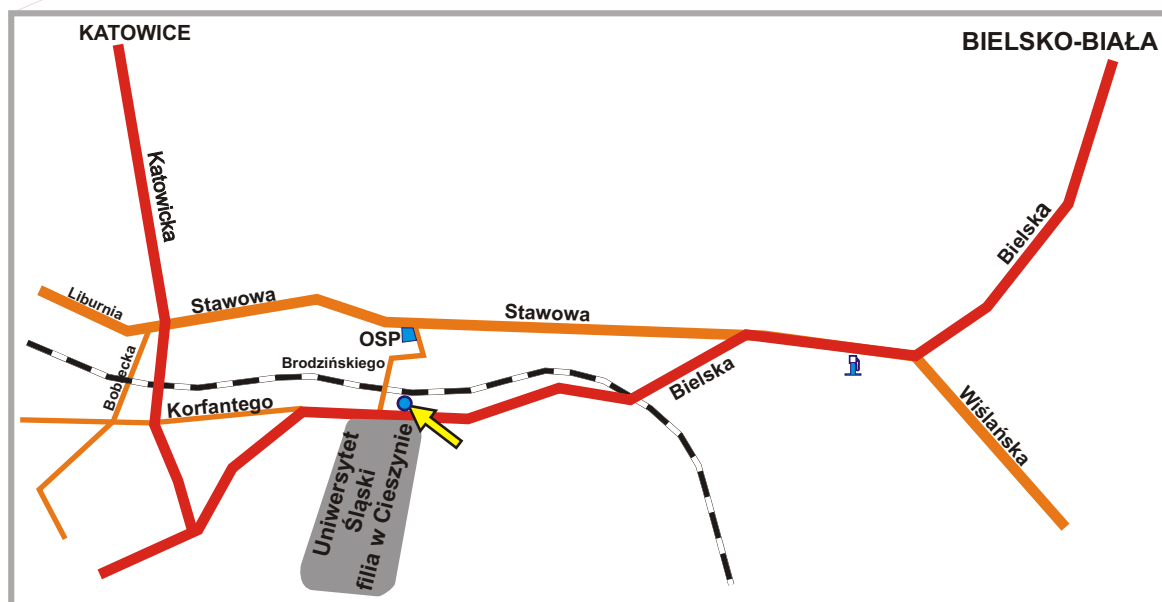 KATOWICE
BIELSKO-BIAŁA
Katowicka
Bielska
Liburnia
Stawowa
Stawowa
OSP
Brodzińskiego
Bobrecka
Bielska
Korfantego
Wiślańska
Uniwersytet
Śląski
filia w Cieszynie